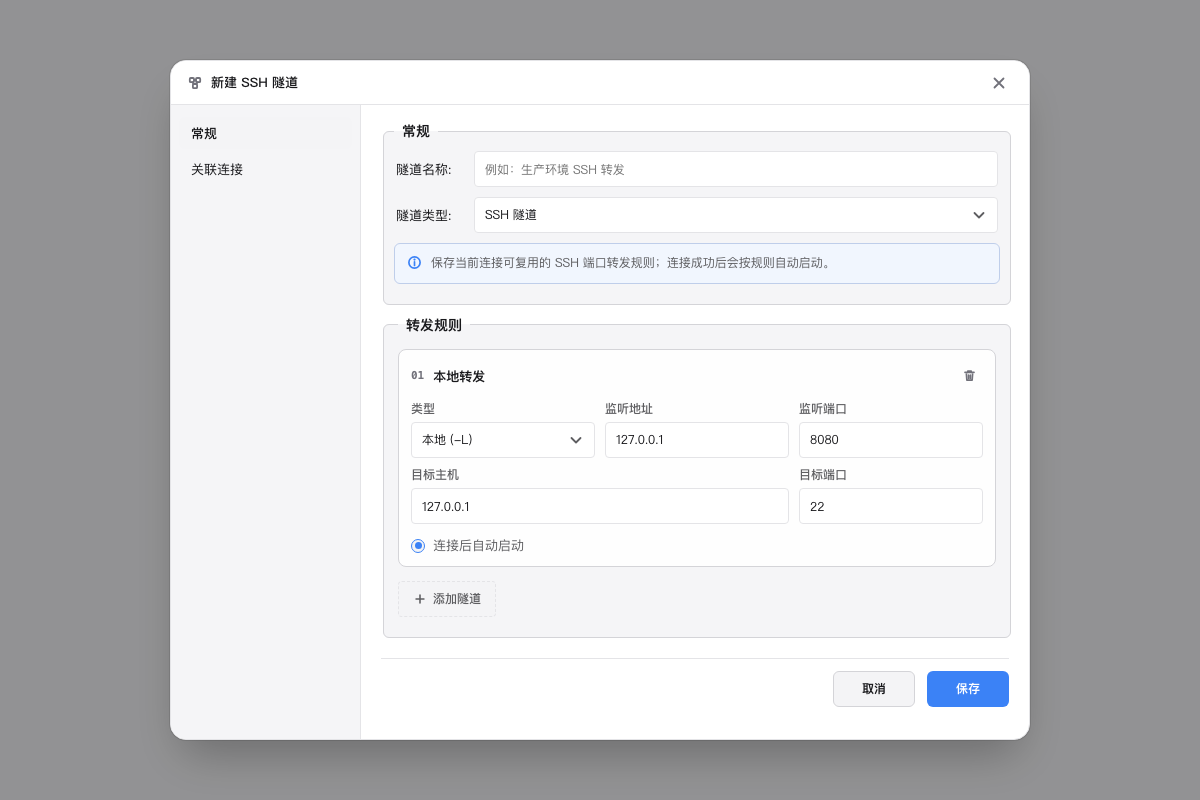 新建 SSH 隧道
常规
关联连接
常规
隧道名称:
例如：生产环境 SSH 转发
隧道类型:
SSH 隧道
保存当前连接可复用的 SSH 端口转发规则；连接成功后会按规则自动启动。
转发规则
01 本地转发
类型 监听地址 监听端口
本地 (-L) 127.0.0.1 8080
目标主机 目标端口
127.0.0.1 22
连接后自动启动
添加隧道
取消 保存